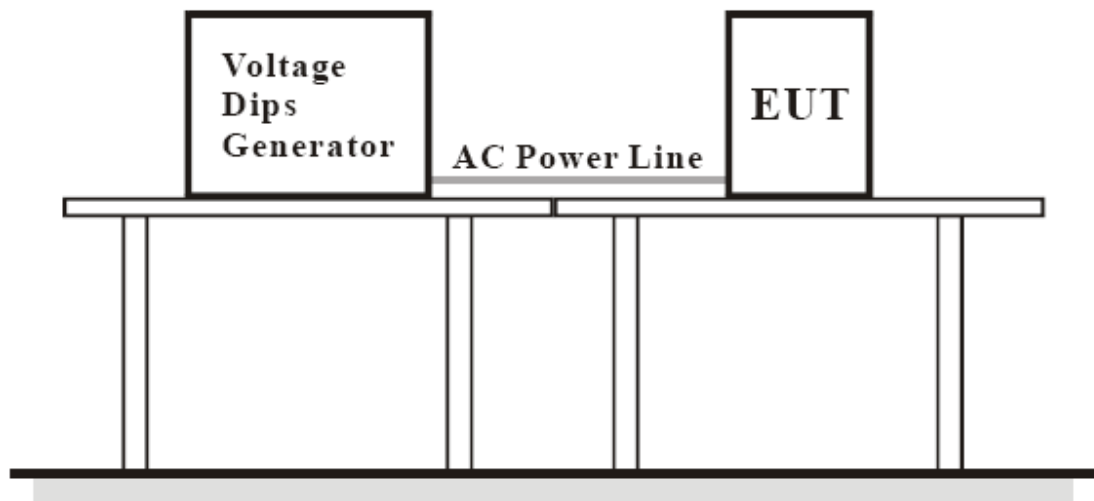 Voltage
Dips
Generator
AC Power Line
EUT